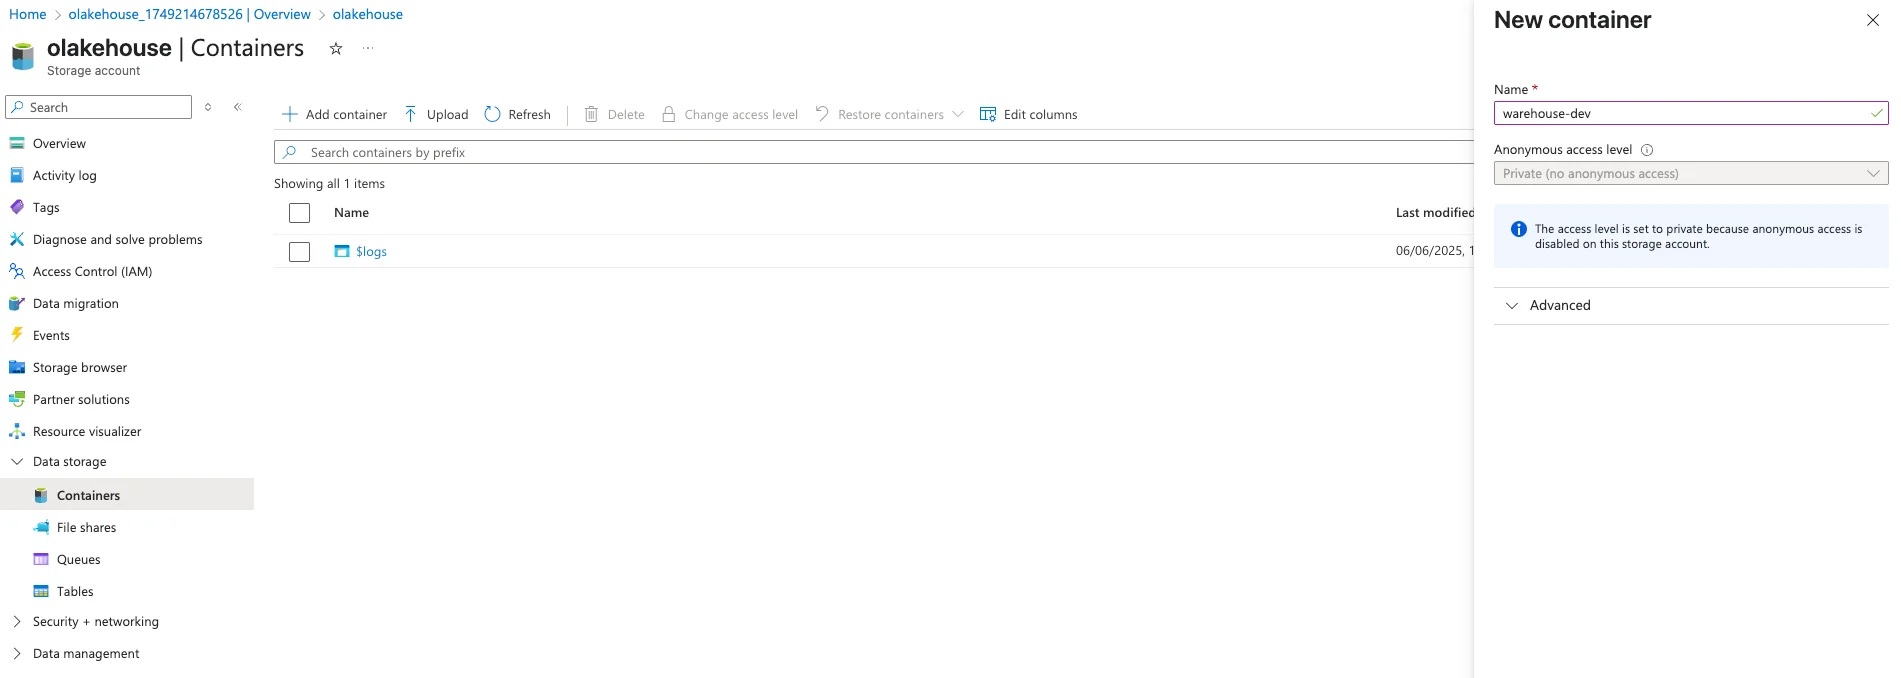 Home > olakehouse_1749214678526 | Overview > olakehouse
olakehouse | Containers ☆ ...
Storage account
Search
Overview
Activity log
Tags
Diagnose and solve problems
Access Control (IAM)
Data migration
Events
Storage browser
Partner solutions
Resource visualizer
Data storage
Containers
File shares
Queues
Tables
Security + networking
Data management
Add container Upload Refresh Delete Change access level Restore containers Edit columns
Search containers by prefix
Showing all 1 items
Name Last modified
$logs 06/06/2025, 1
New container
Name *
warehouse-dev
Anonymous access level
Private (no anonymous access)
The access level is set to private because anonymous access is
disabled on this storage account.
Advanced